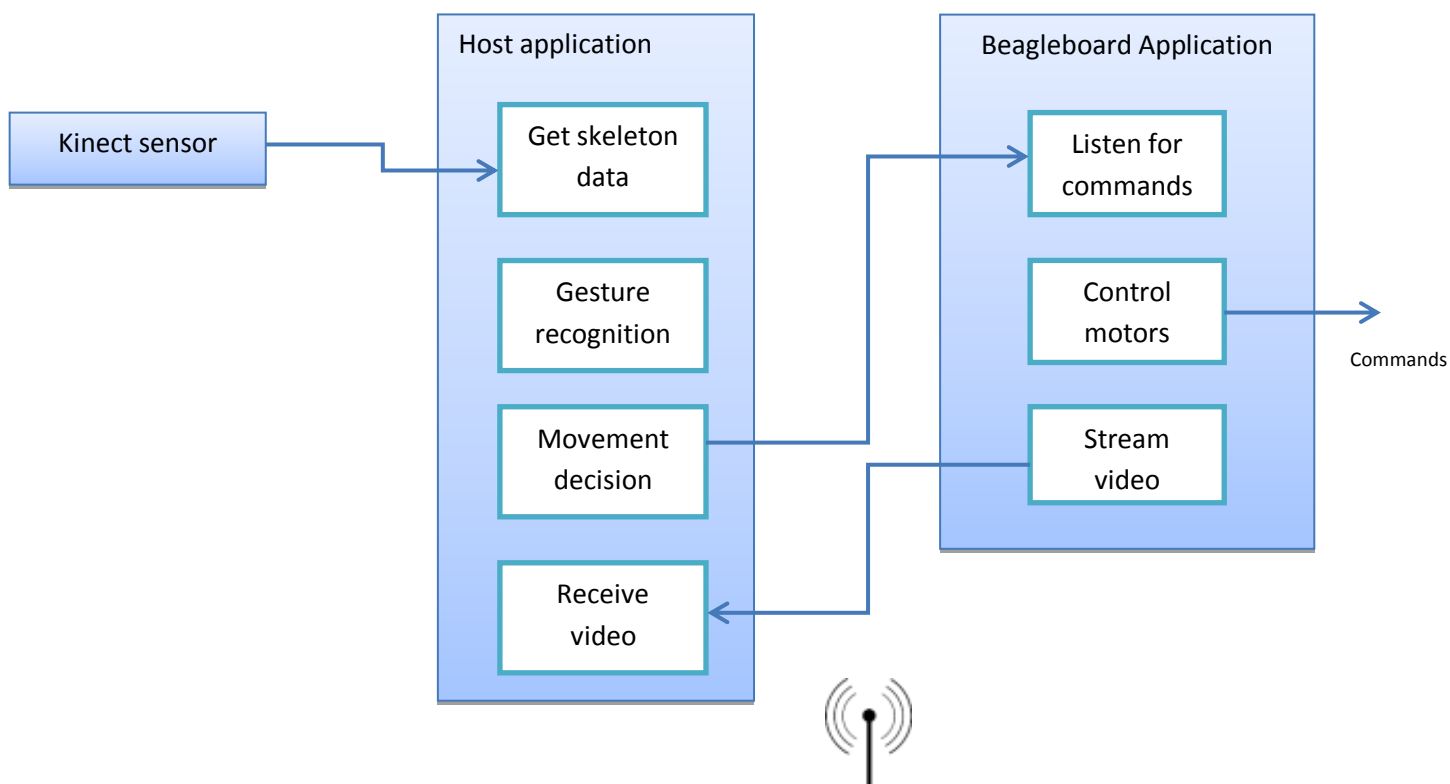 Kinect sensor
Host application
Get skeleton
data
Gesture
recognition
Movement
decision
Receive
video
Beagleboard Application
Listen for
commands
Control
motors
Stream
video
Commands